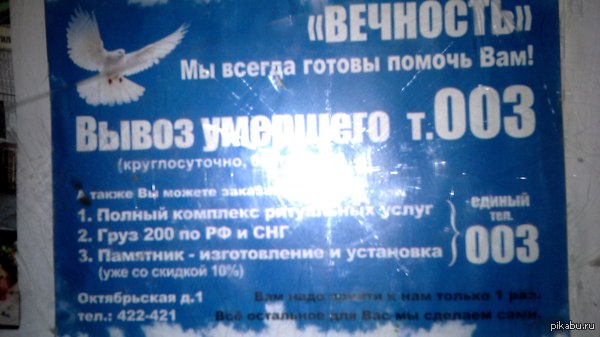 «ВЕЧНОСТЬ»
Мы всегда готовы помочь Вам!
Вывоз умершего т.003
(круглосуточно,
А также Вы можете
1. Полный комплекс ритуальных услуг
2. Груз 200 по РФ и СНГ
3. Памятник - изготовление и установка
(уже со скидкой 10%)
единый
тел.
003
Октябрьская д.1
тел.: 422-421
Вам надо прийти к нам только 1 раз.
Всё остальное для Вас мы сделаем сами.
pikabu.ru